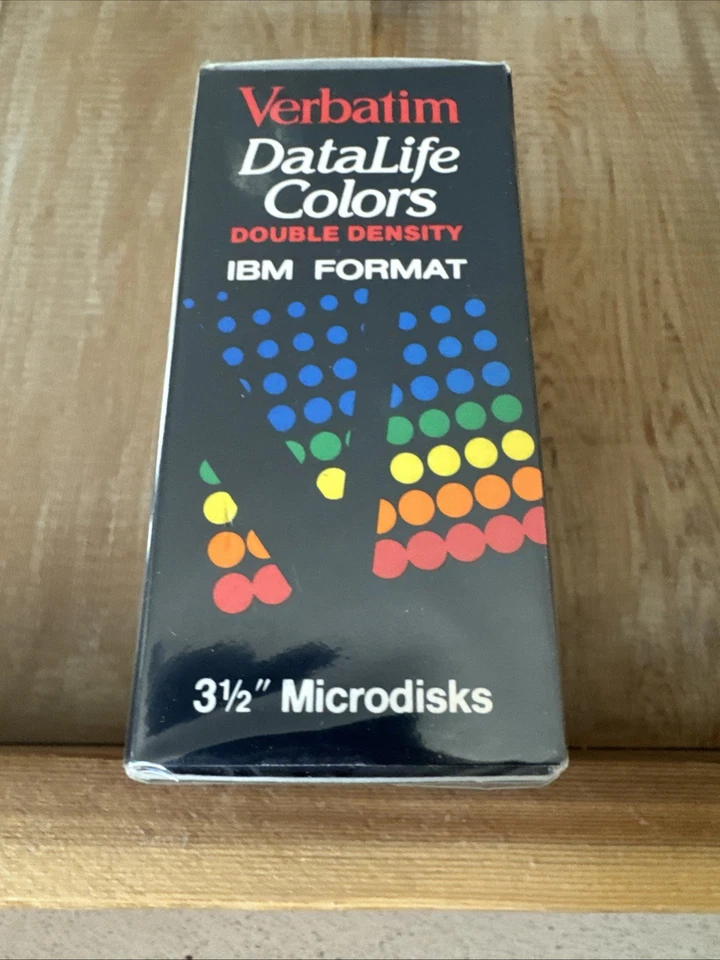 Verbatim
DataLife
Colors
DOUBLE DENSITY
IBM FORMAT
3½" Microdisks